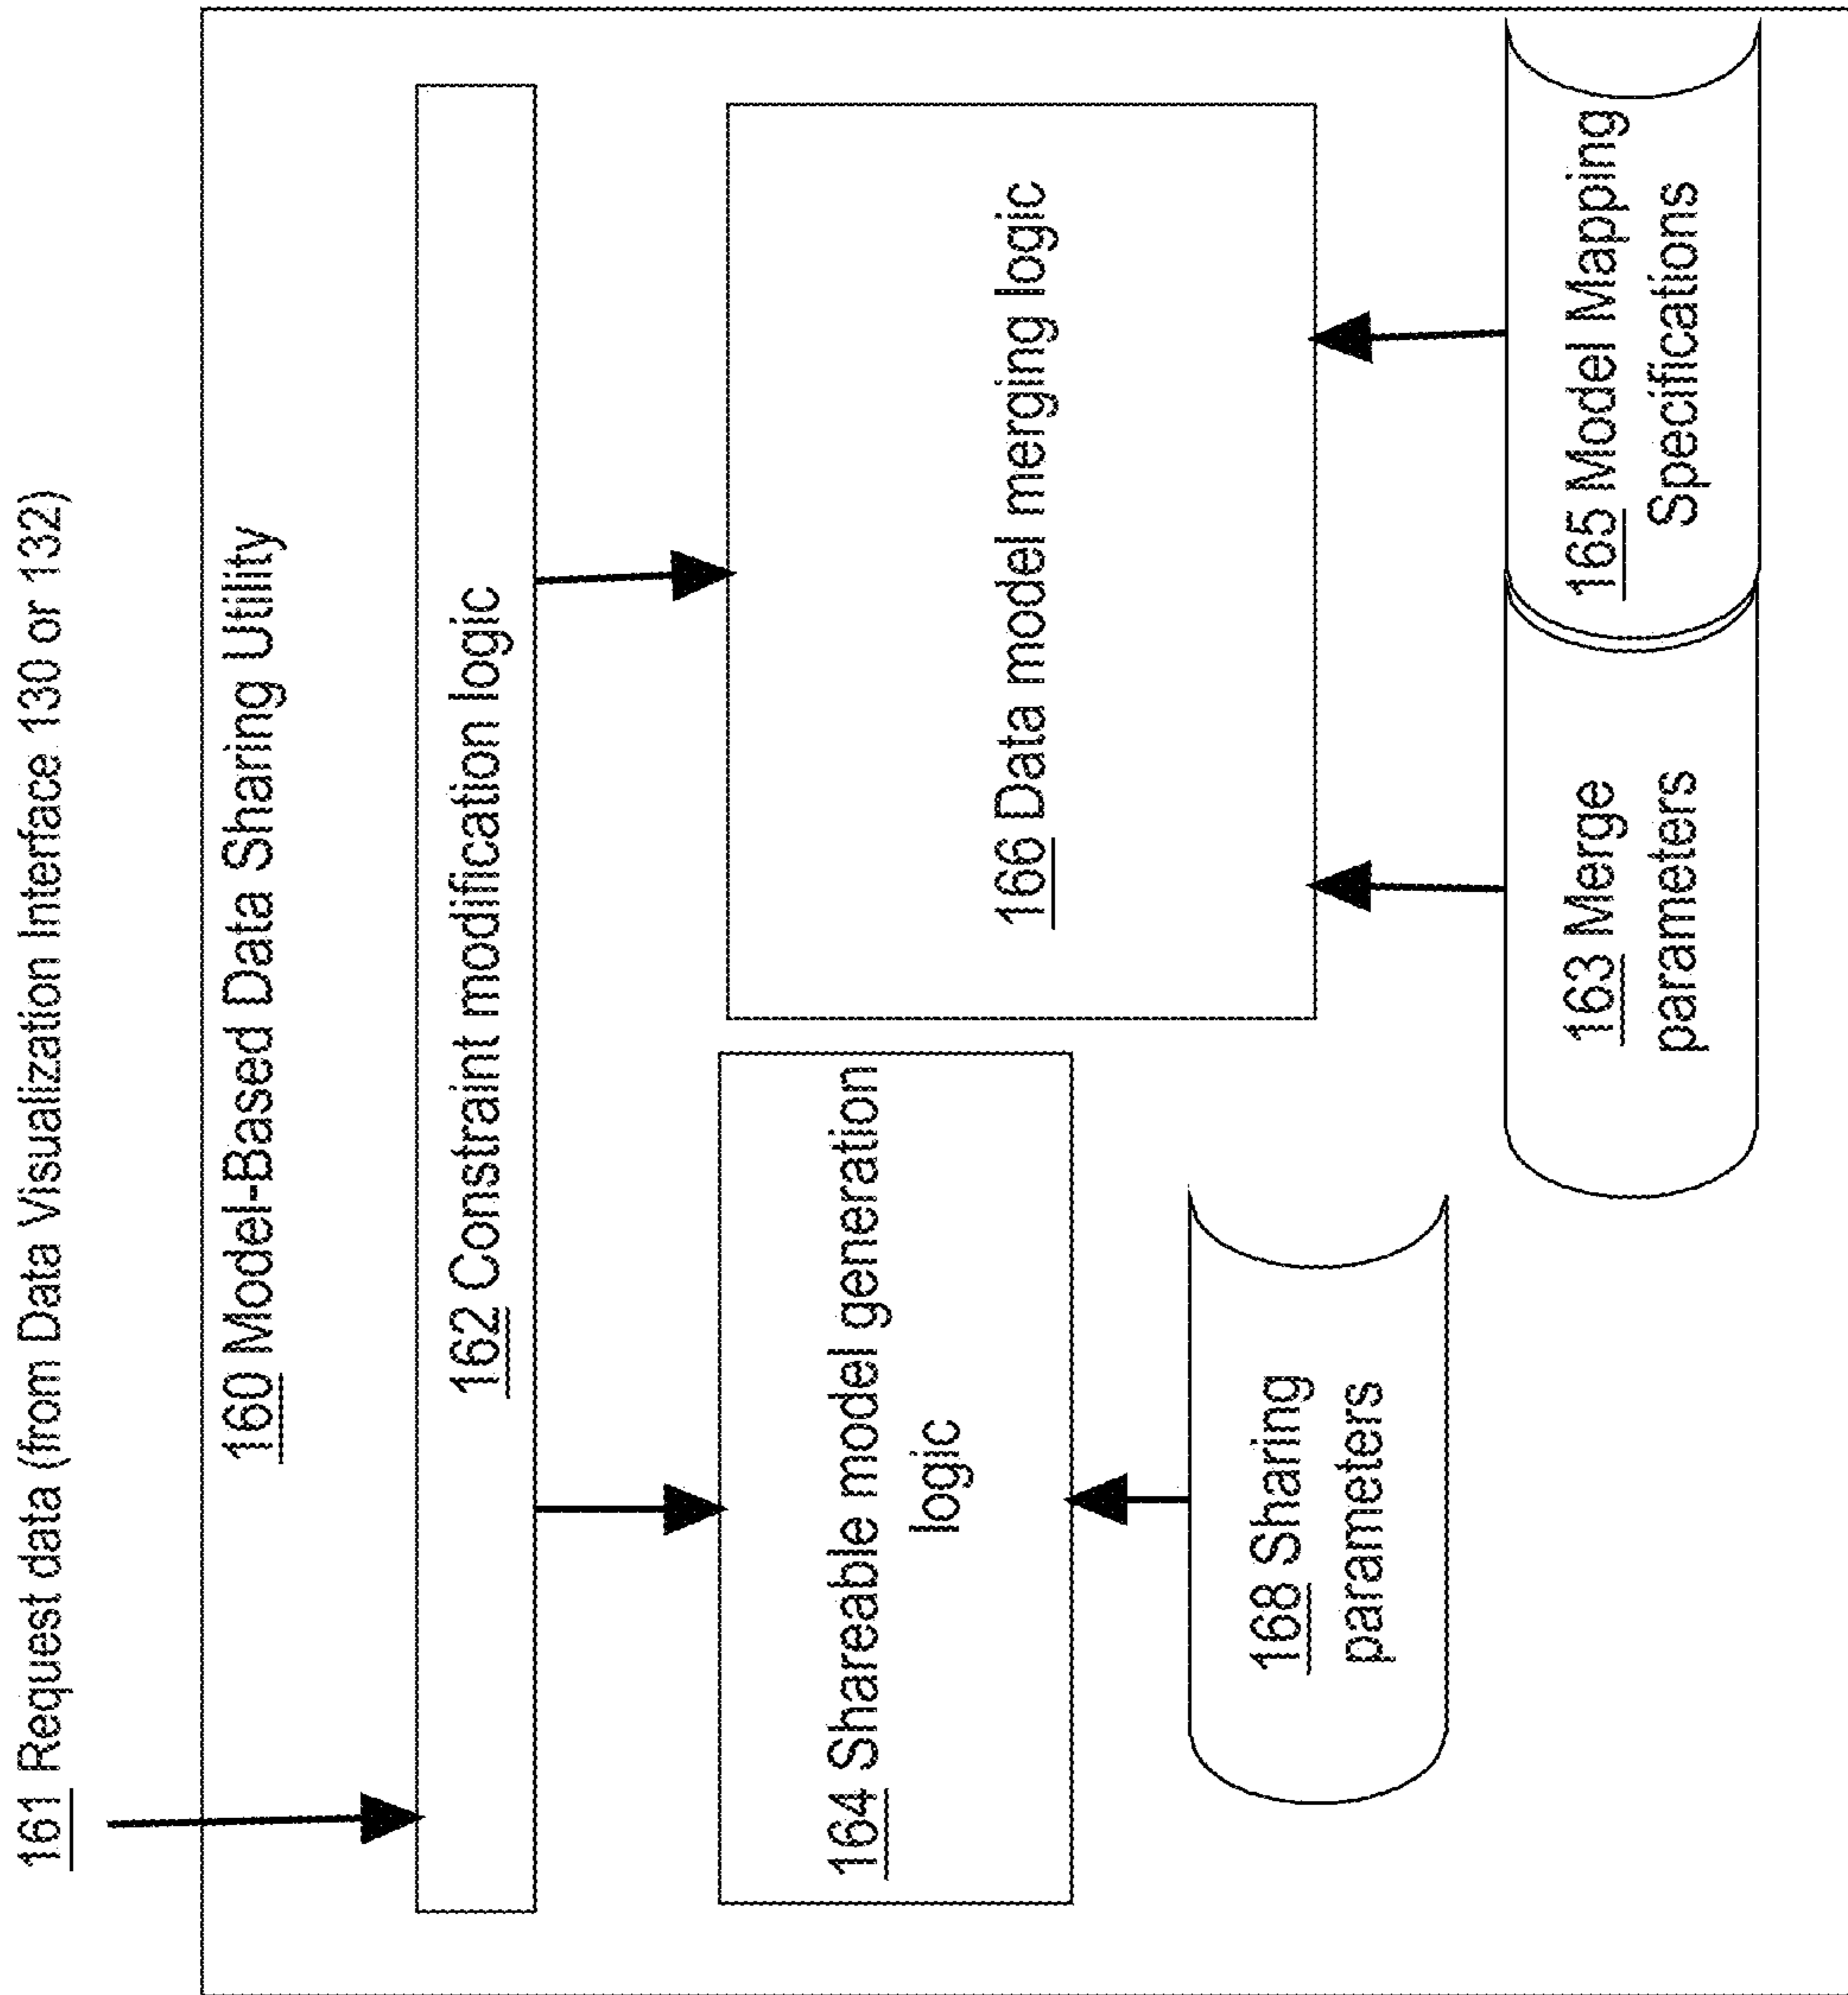 161 Request data (from Data Visualization Interface 130 or 132)
160 Model-Based Data Sharing Utility
162 Constraint modification logic
164 Shareable model generation
logic
166 Data model merging logic
168 Sharing
parameters
163 Merge
parameters
165 Model Mapping
Specifications